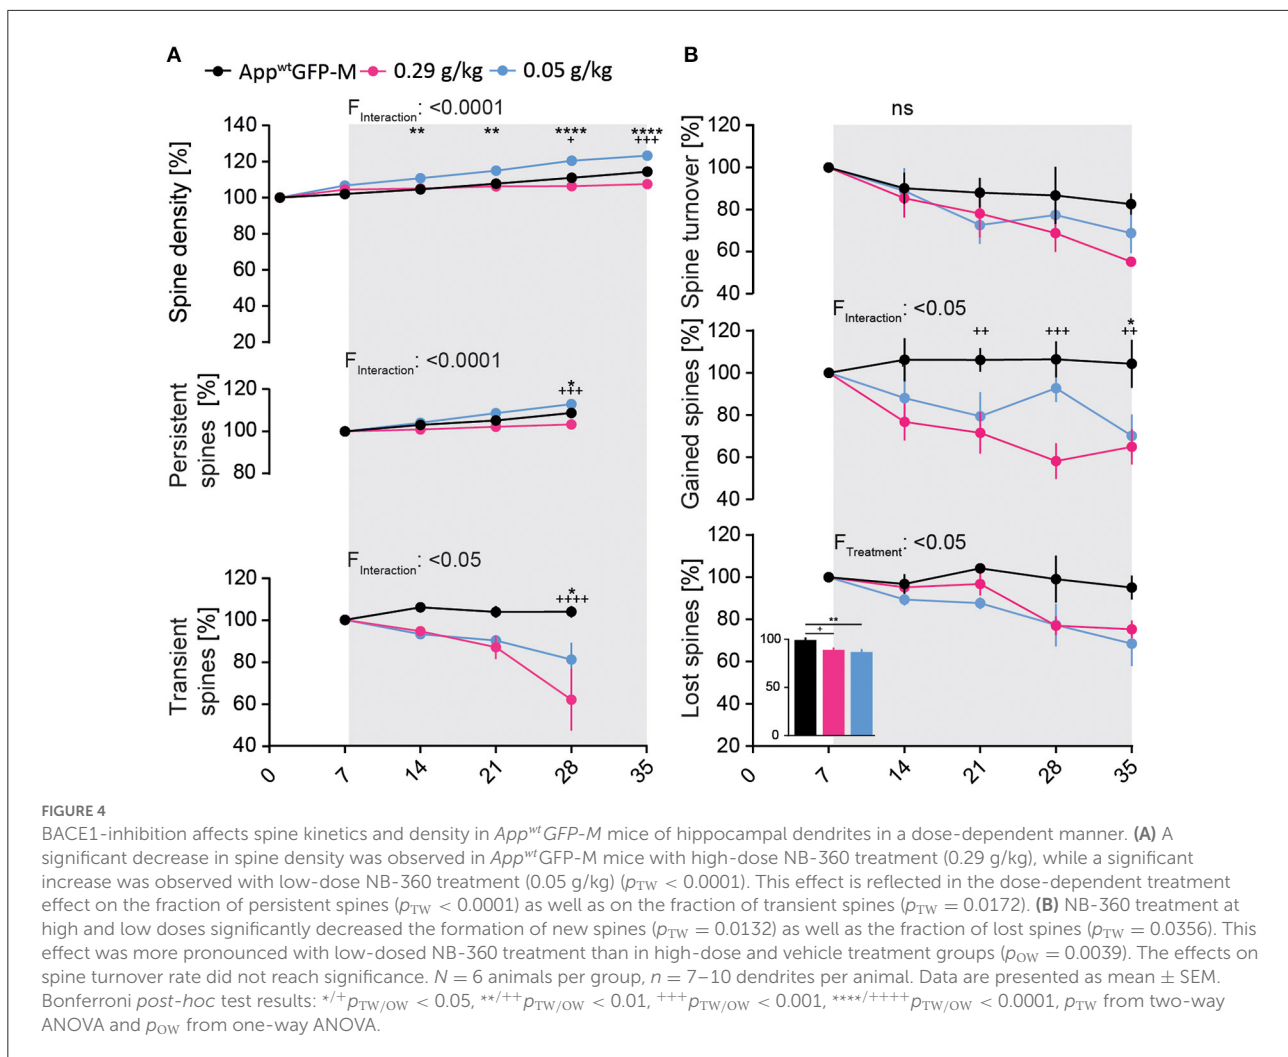 A
B
App^wt GFP-M 0.29 g/kg 0.05 g/kg
F_Interaction: <0.0001
** ** **** ****
+ +++
140
120
100
80
60
40
20
Spine density [%]
F_Interaction: <0.0001
*
+++
120
100
80
Persistent
spines [%]
F_Interaction: <0.05
*
++++
120
100
80
60
40
Transient
spines [%]
0 7 14 21 28 35
ns
120
100
80
60
40
Spine turnover [%]
F_Interaction: <0.05
*
++ +++ ++
120
100
80
60
40
Gained spines [%]
F_Treatment: <0.05
120
100
80
60
40
20
Lost spines [%]
**
+
100
50
0
0 7 14 21 28 35
FIGURE 4
BACE1-inhibition affects spine kinetics and density in App^wt GFP-M mice of hippocampal dendrites in a dose-dependent manner. (A) A
significant decrease in spine density was observed in App^wt GFP-M mice with high-dose NB-360 treatment (0.29 g/kg), while a significant
increase was observed with low-dose NB-360 treatment (0.05 g/kg) (p_TW < 0.0001). This effect is reflected in the dose-dependent treatment
effect on the fraction of persistent spines (p_TW < 0.0001) as well as on the fraction of transient spines (p_TW = 0.0172). (B) NB-360 treatment at
high and low doses significantly decreased the formation of new spines (p_TW = 0.0132) as well as the fraction of lost spines (p_TW = 0.0356). This
effect was more pronounced with low-dosed NB-360 treatment than in high-dose and vehicle treatment groups (p_OW = 0.0039). The effects on
spine turnover rate did not reach significance. N = 6 animals per group, n = 7–10 dendrites per animal. Data are presented as mean ± SEM.
Bonferroni post-hoc test results: */+p_TW/OW < 0.05, **/++p_TW/OW < 0.01, +++p_TW/OW < 0.001, ****/++++p_TW/OW < 0.0001, p_TW from two-way
ANOVA and p_OW from one-way ANOVA.